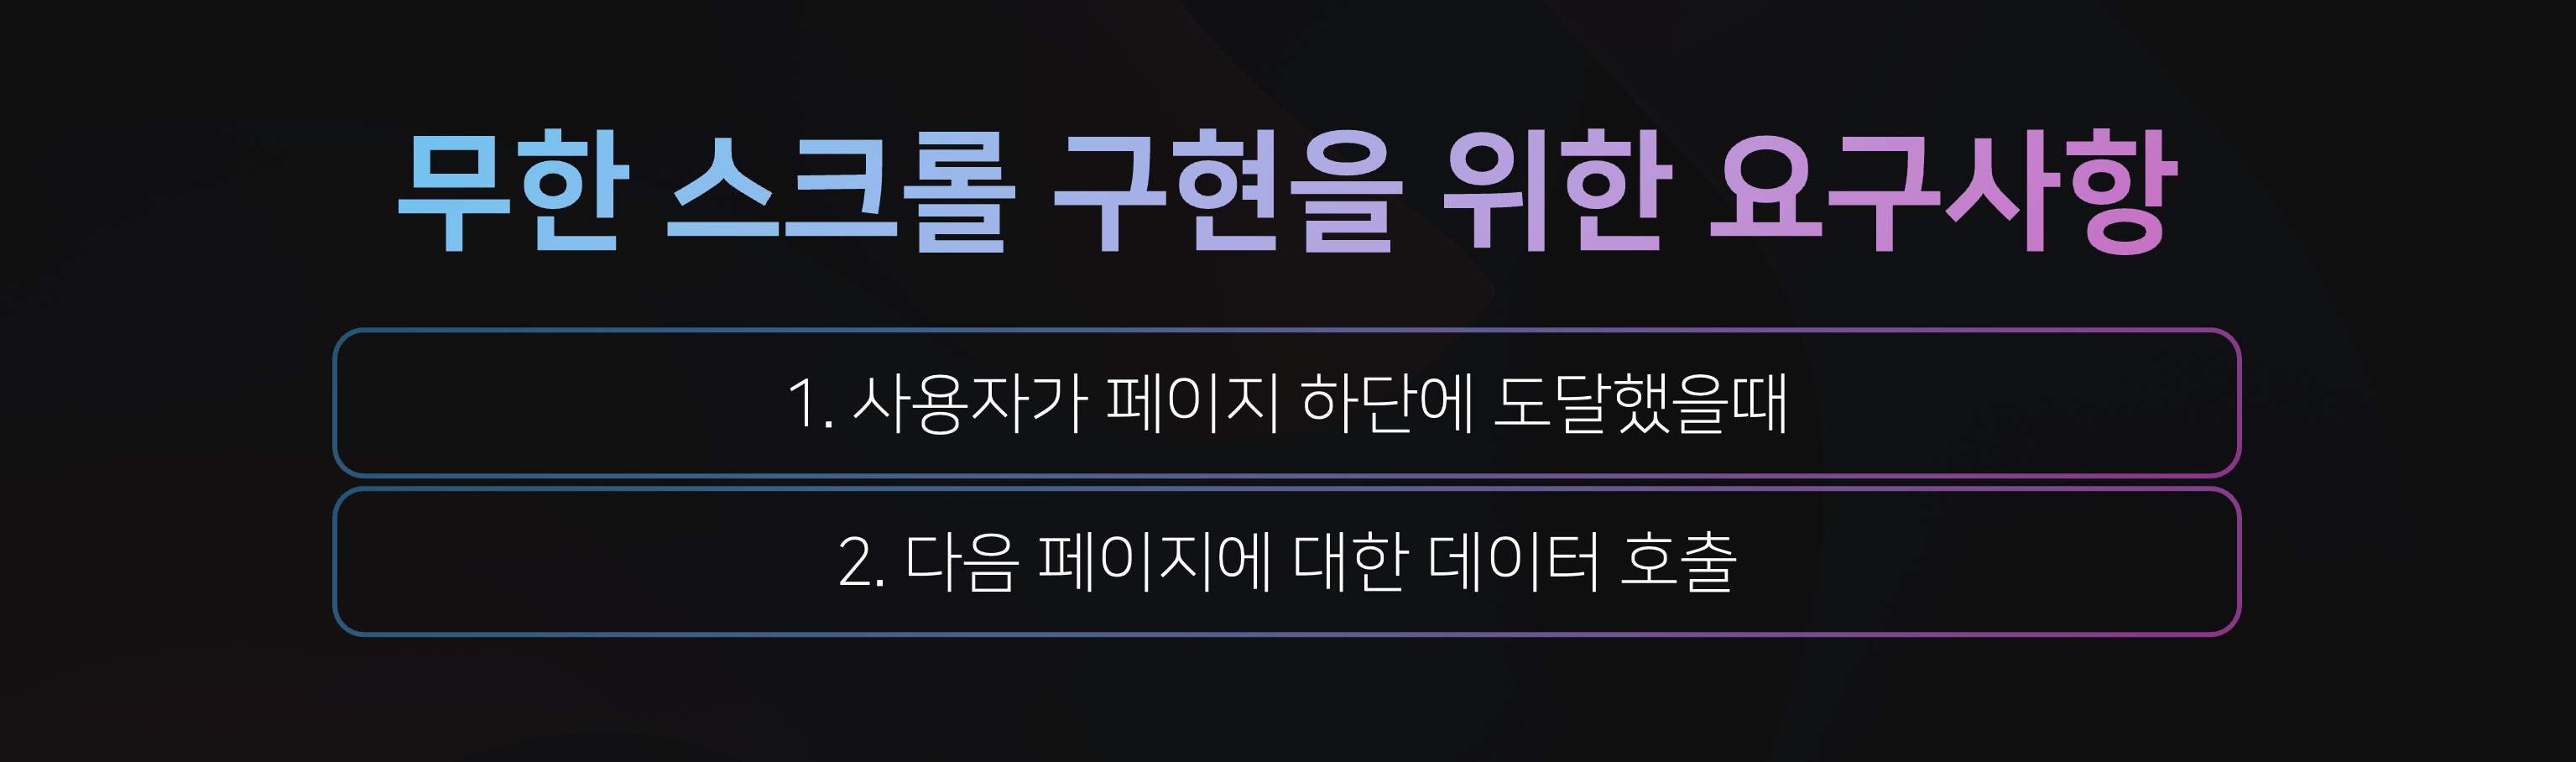 무한 스크롤 구현을 위한 요구사항
1. 사용자가 페이지 하단에 도달했을때
2. 다음 페이지에 대한 데이터 호출